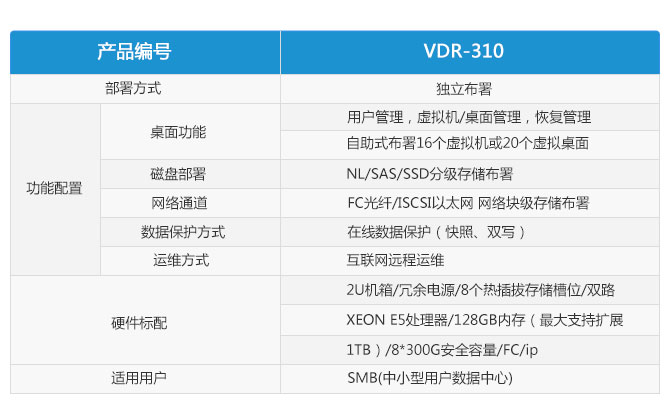 产品编号 VDR-310
部署方式 独立布署
功能配置
桌面功能
用户管理，虚拟机/桌面管理，恢复管理
自助式布署16个虚拟机或20个虚拟桌面
磁盘部署 NL/SAS/SSD分级存储布署
网络通道 FC光纤/ISCSI以太网 网络块级存储布署
数据保护方式 在线数据保护（快照、双写）
运维方式 互联网远程运维
硬件标配
2U机箱/冗余电源/8个热插拔存储槽位/双路
XEON E5处理器/128GB内存（最大支持扩展
1TB）/8*300G安全容量/FC/ip
适用用户 SMB(中小型用户数据中心)